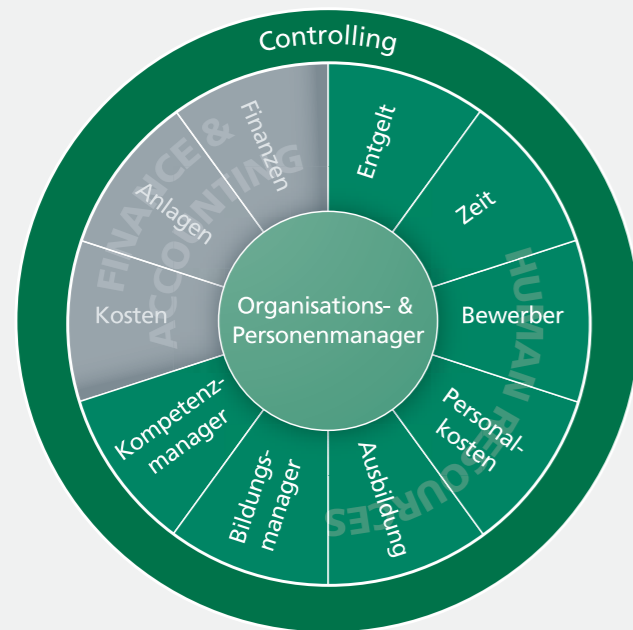 Controlling
Entgelt
Zeit
Bewerber
Personal-
kosten
Ausbildung
Bildungs-
manager
Kompetenz-
manager
Kosten
Anlagen
Finanzen
FINANCE &
ACCOUNTING
HUMAN RESOURCES
Organisations- &
Personenmanager